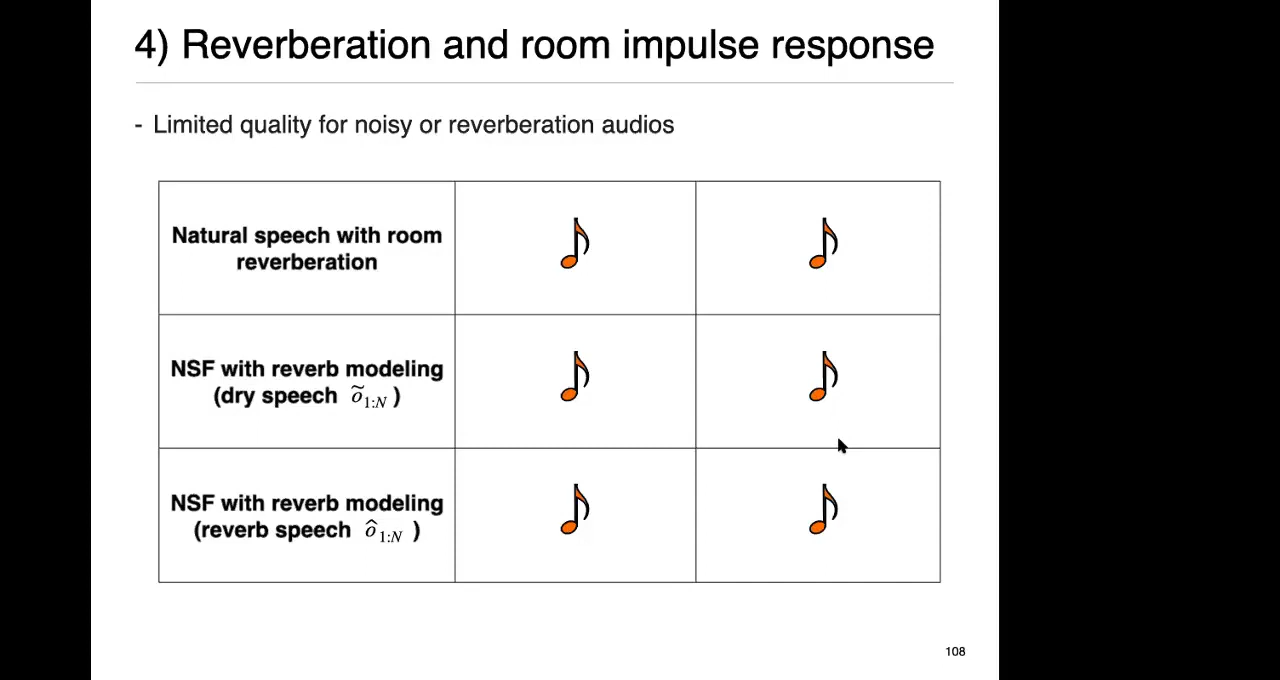 4) Reverberation and room impulse response
- Limited quality for noisy or reverberation audios
Natural speech with room
reverberation
NSF with reverb modeling
(dry speech õ₁:N )
NSF with reverb modeling
(reverb speech ô₁:N )
108